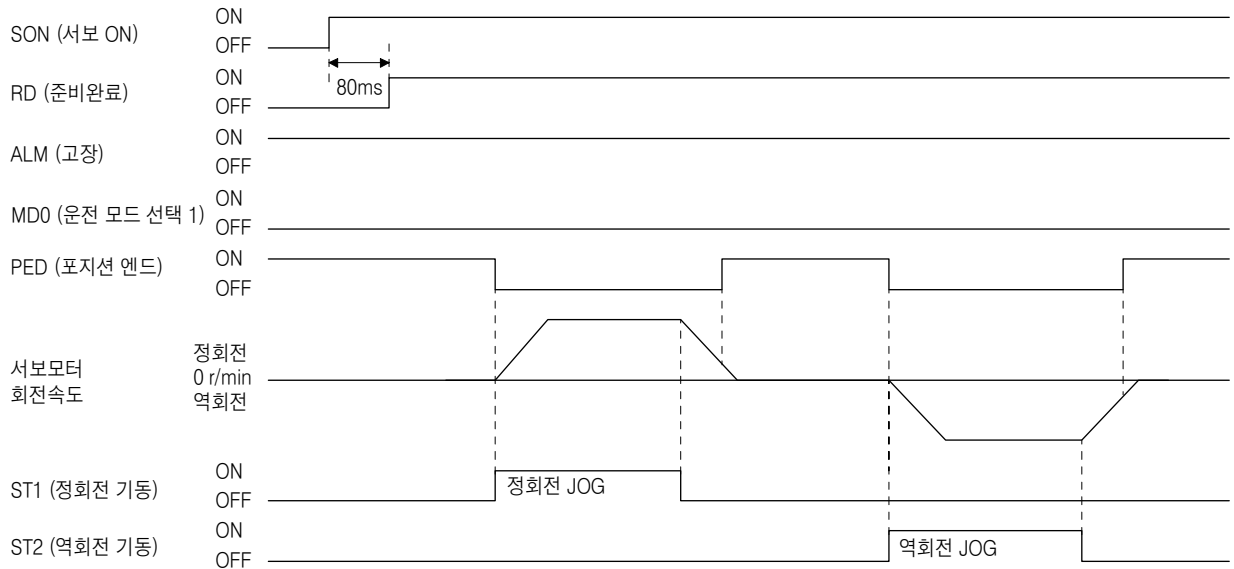 ON
SON (서보 ON)
OFF
80ms
ON
RD (준비완료)
OFF
ON
ALM (고장)
OFF
ON
MD0 (운전 모드 선택 1)
OFF
ON
PED (포지션 엔드)
OFF
서보모터
회전속도
정회전
0 r/min
역회전
ON
ST1 (정회전 기동)
OFF
정회전 JOG
ON
ST2 (역회전 기동)
OFF
역회전 JOG